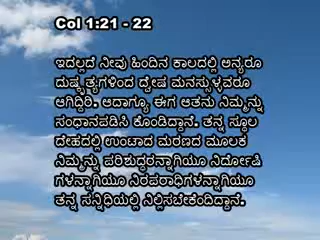 Col 1:21 - 22
ಇದಲ್ಲದೆ ನೀವು ಹಿಂದಿನ ಕಾಲದಲ್ಲಿ ಅನ್ಯರೂ
ದುಷ್ಕೃತ್ಯಗಳಿಂದ ದ್ವೇಷ ಮನಸ್ಸುಳ್ಳವರೂ
ಆಗಿದ್ದಿರಿ. ಆದಾಗ್ಯೂ ಈಗ ಆತನು ನಿಮ್ಮನ್ನು
ಸಂಧಾನಪಡಿಸಿ ಕೊಂಡಿದ್ದಾನೆ. ತನ್ನ ಸ್ಥೂಲ
ದೇಹದಲ್ಲಿ ಉಂಟಾದ ಮರಣದ ಮೂಲಕ
ನಿಮ್ಮನ್ನು ಪರಿಶುದ್ಧರನ್ನಾಗಿಯೂ ನಿರ್ದೋಷಿ
ಗಳನ್ನಾಗಿಯೂ ನಿರಪರಾಧಿಗಳನ್ನಾಗಿಯೂ
ತನ್ನ ಸನ್ನಿಧಿಯಲ್ಲಿ ನಿಲ್ಲಿಸಬೇಕೆಂದಿದ್ದಾನೆ.